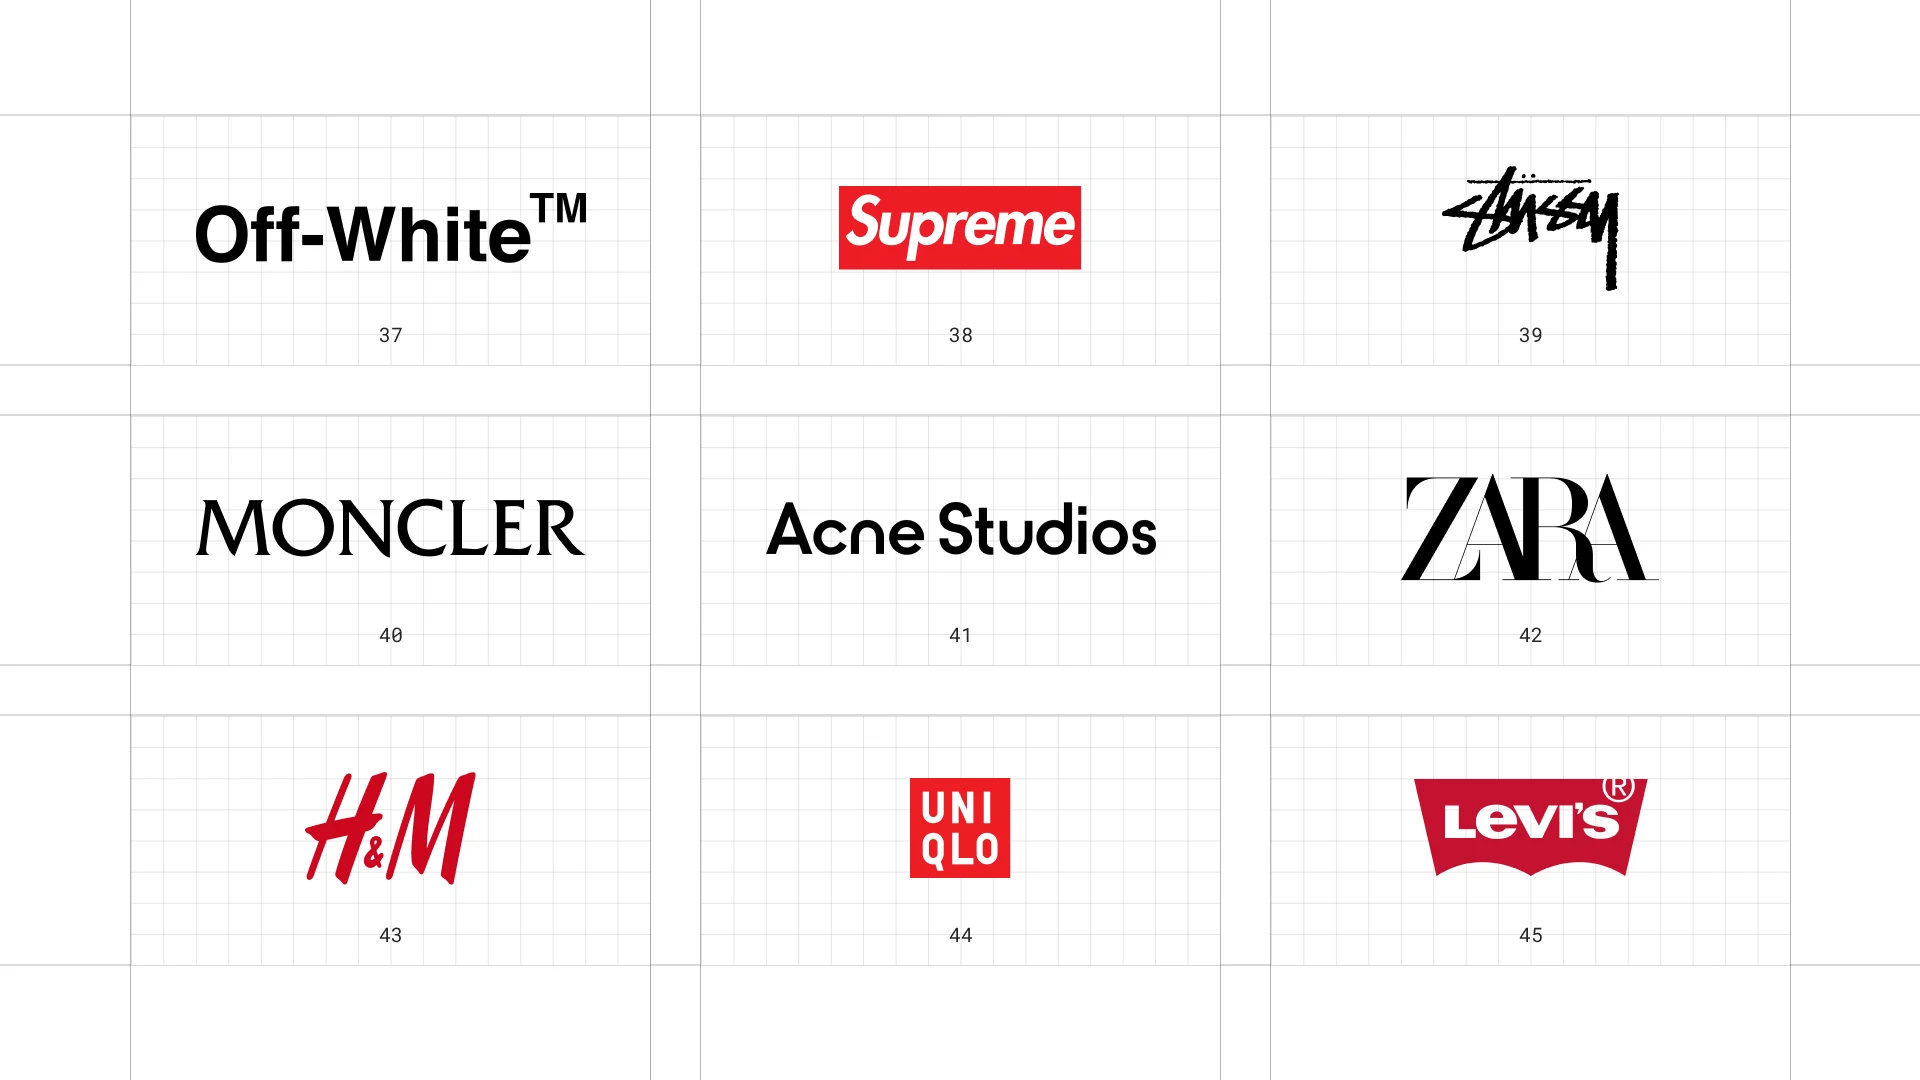 Off-White™
Supreme
Stüssy
37
38
39
MONCLER
Acne Studios
ZARA
40
41
42
H&M
UNI
QLO
LEVI'S®
43
44
45